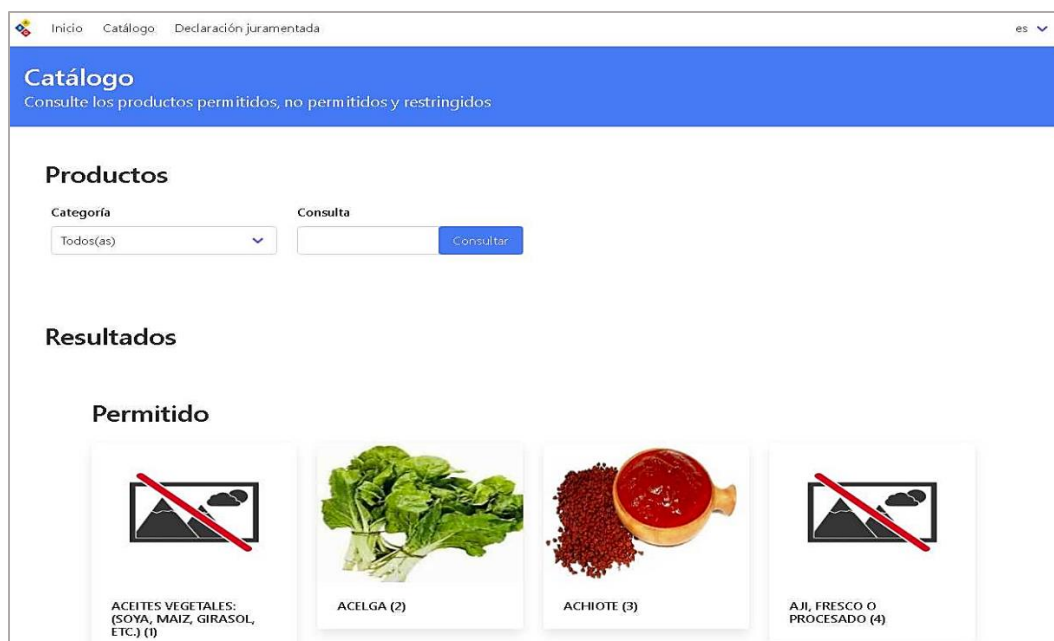 Inicio Catálogo Declaración juramentada es
Catálogo
Consulte los productos permitidos, no permitidos y restringidos
Productos
Categoría Consulta
Todos(as) Consultar
Resultados
Permitido
ACEITES VEGETALES:
(SOYA, MAIZ, GIRASOL,
ETC.) (1)
ACELGA (2)
ACHIOTE (3)
AJI, FRESCO O
PROCESADO (4)